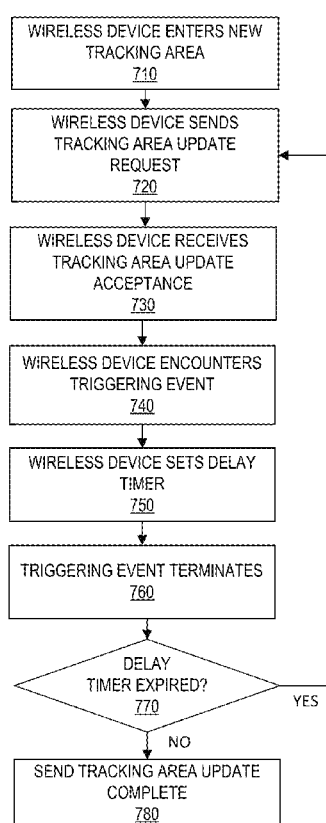 WIRELESS DEVICE ENTERS NEW
TRACKING AREA
710
WIRELESS DEVICE SENDS
TRACKING AREA UPDATE
REQUEST
720
WIRELESS DEVICE RECEIVES
TRACKING AREA UPDATE
ACCEPTANCE
730
WIRELESS DEVICE ENCOUNTERS
TRIGGERING EVENT
740
WIRELESS DEVICE SETS DELAY
TIMER
750
TRIGGERING EVENT TERMINATES
760
DELAY
TIMER EXPIRED?
770
YES
NO
SEND TRACKING AREA UPDATE
COMPLETE
780